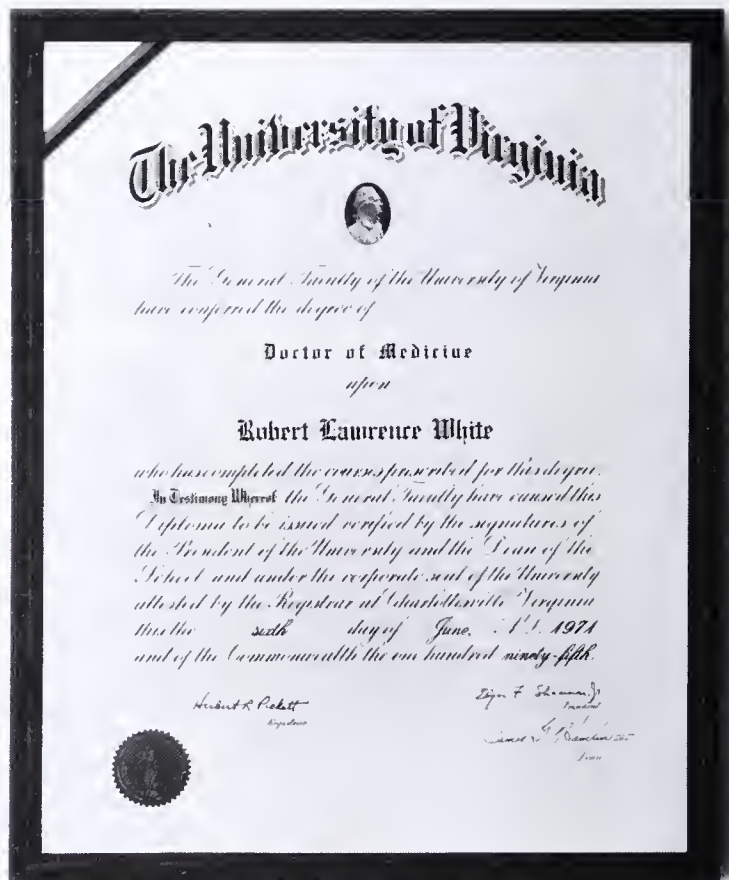 The University of Virginia
The General Faculty of the University of Virginia
have conferred the degree of
Doctor of Medicine
upon
Robert Lawrence White
who has completed the courses prescribed for this degree.
In Testimony Whereof the General Faculty have caused this
Diploma to be issued verified by the signatures of
the President of the University and the Dean of the
School and under the corporate seal of the University
attested by the Registrar at Charlottesville Virginia
this the sixth day of June, A.D. 1971
and of the Commonwealth the one hundred ninety-fifth.
Herbert R Pickett
Registrar
Edgar F Shannon, Jr
President
Dean